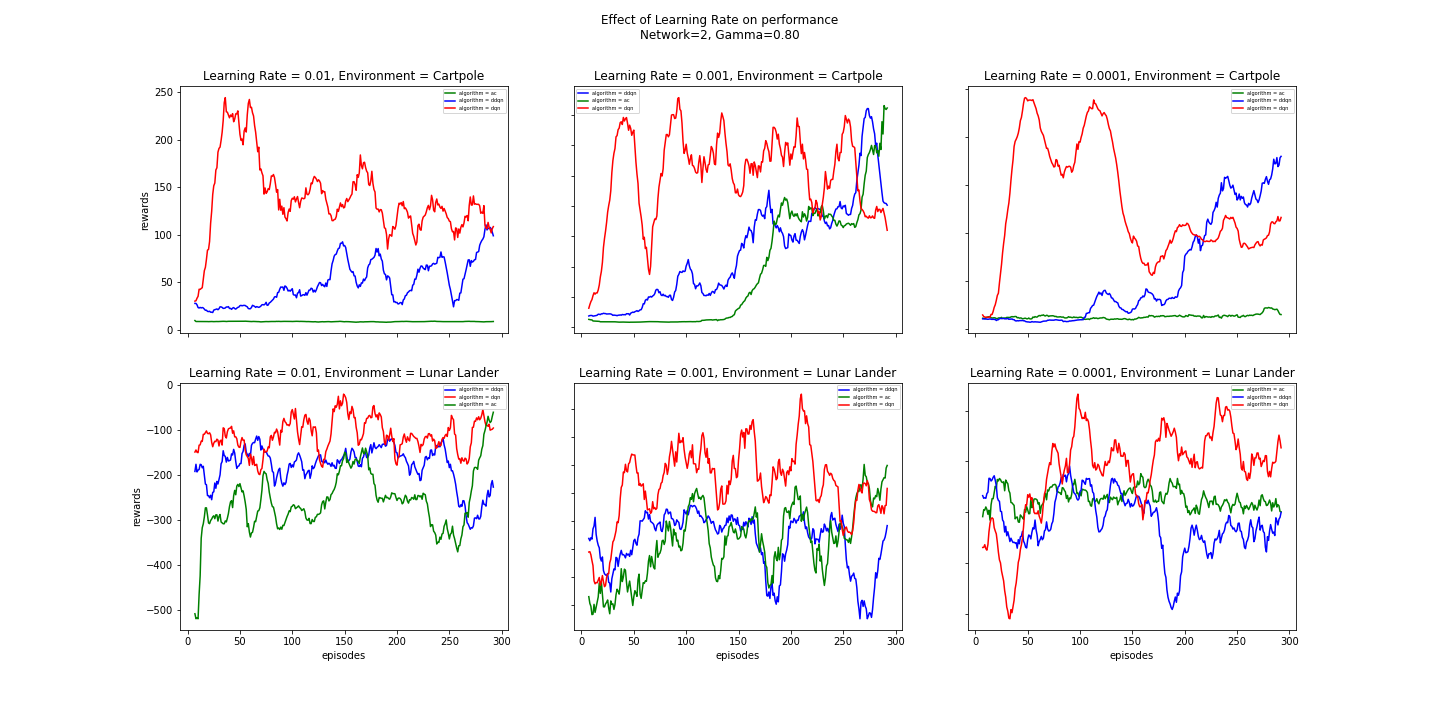 Effect of Learning Rate on performance
Network=2, Gamma=0.80
Learning Rate = 0.01, Environment = Cartpole
250
200
150
100
50
0
rewards
algorithm = ac
algorithm = ddqn
algorithm = dqn
Learning Rate = 0.001, Environment = Cartpole
algorithm = ddqn
algorithm = ac
algorithm = dqn
Learning Rate = 0.0001, Environment = Cartpole
algorithm = ac
algorithm = ddqn
algorithm = dqn
Learning Rate = 0.01, Environment = Lunar Lander
0
−100
−200
−300
−400
−500
rewards
algorithm = ddqn
algorithm = dqn
algorithm = ac
0 50 100 150 200 250 300
episodes
Learning Rate = 0.001, Environment = Lunar Lander
algorithm = ddqn
algorithm = ac
algorithm = dqn
0 50 100 150 200 250 300
episodes
Learning Rate = 0.0001, Environment = Lunar Lander
algorithm = ac
algorithm = dqn
algorithm = ddqn
0 50 100 150 200 250 300
episodes